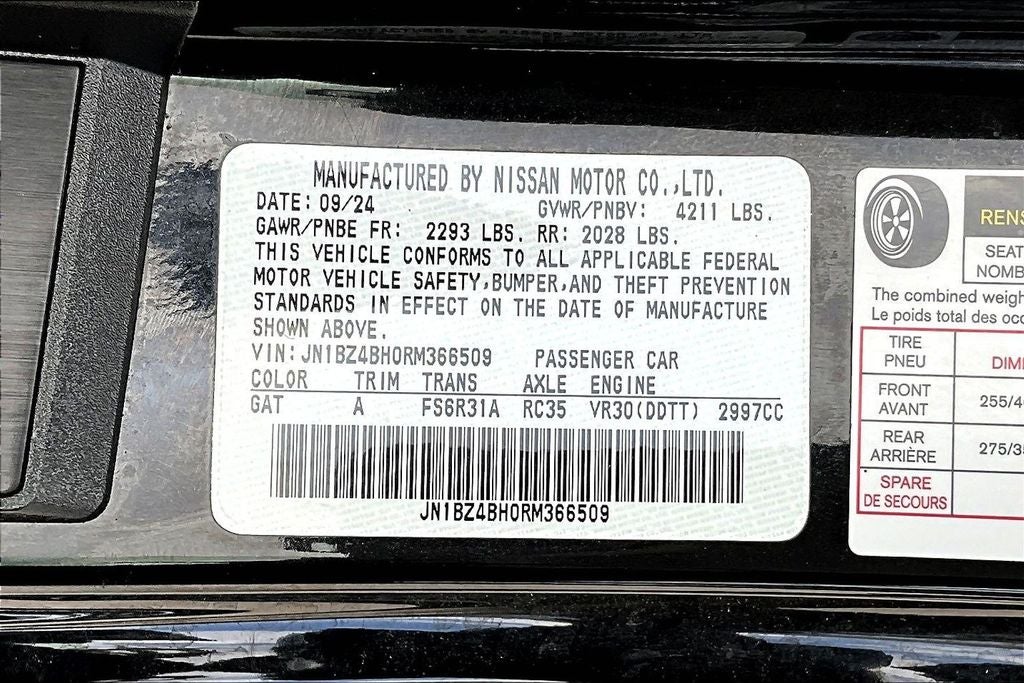 MANUFACTURED BY NISSAN MOTOR CO.,LTD.
DATE: 09/24 GVWR/PNBV: 4211 LBS.
GAWR/PNBE FR: 2293 LBS. RR: 2028 LBS.
THIS VEHICLE CONFORMS TO ALL APPLICABLE FEDERAL
MOTOR VEHICLE SAFETY,BUMPER,AND THEFT PREVENTION
STANDARDS IN EFFECT ON THE DATE OF MANUFACTURE
SHOWN ABOVE.
VIN:JN1BZ4BH0RM366509 PASSENGER CAR
COLOR TRIM TRANS AXLE ENGINE
GAT A FS6R31A RC35 VR30(DDTT) 2997CC
JN1BZ4BH0RM366509
RENS
SEAT
NOMB
The combined weigh
Le poids total des occ
TIRE
PNEU
DIM
FRONT
AVANT
255/4
REAR
ARRIÈRE
275/3
SPARE
DE SECOURS